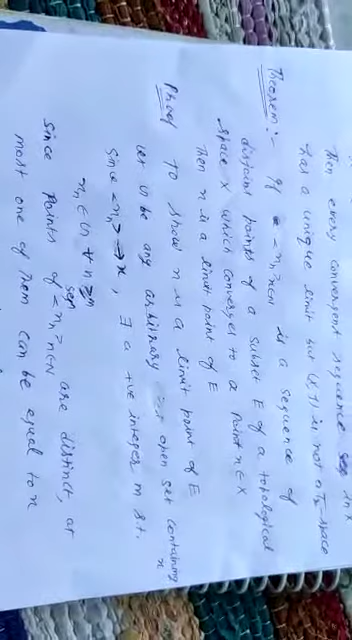 Then every convergent sequence seq in X
has a unique limit but (X, T) is not a T2 space
Theorem:- If < xn >n∈N is a sequence of
distinct points of a subset E of a topological
space X which converges to a point x ∈ X
then x is a limit point of E
Proof To show x is a limit point of E
let U be any arbitrary open set containing x
Since < xn > → x, ∃ a +ve integer m s.t.
xn ∈ U ∀ n ≥ m
Since points of seq < xn >n∈N are distinct, at
most one of them can be equal to x